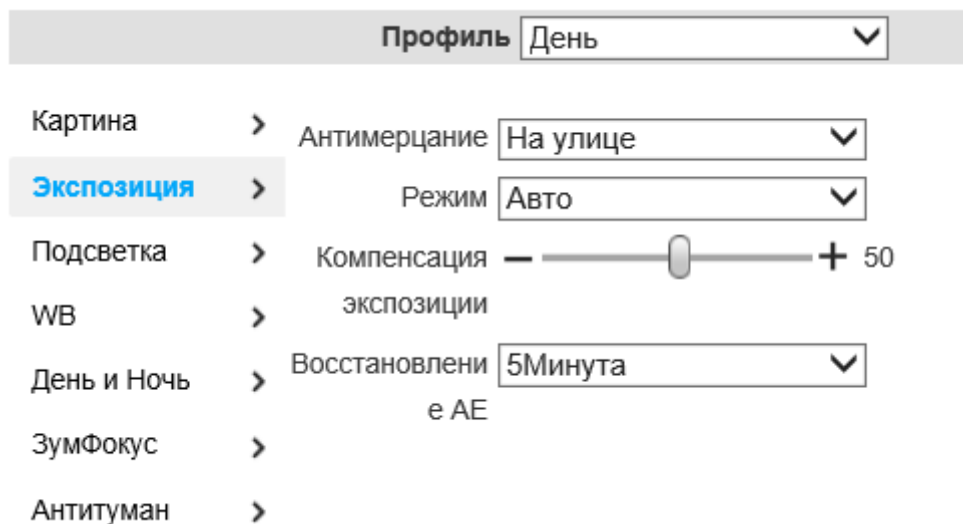 Профиль День
Картина
Антимерцание На улице
Экспозиция
Режим Авто
Подсветка
Компенсация экспозиции 50
WB
День и Ночь
Восстановлени
е AE
5Минута
ЗумФокус
Антитуман